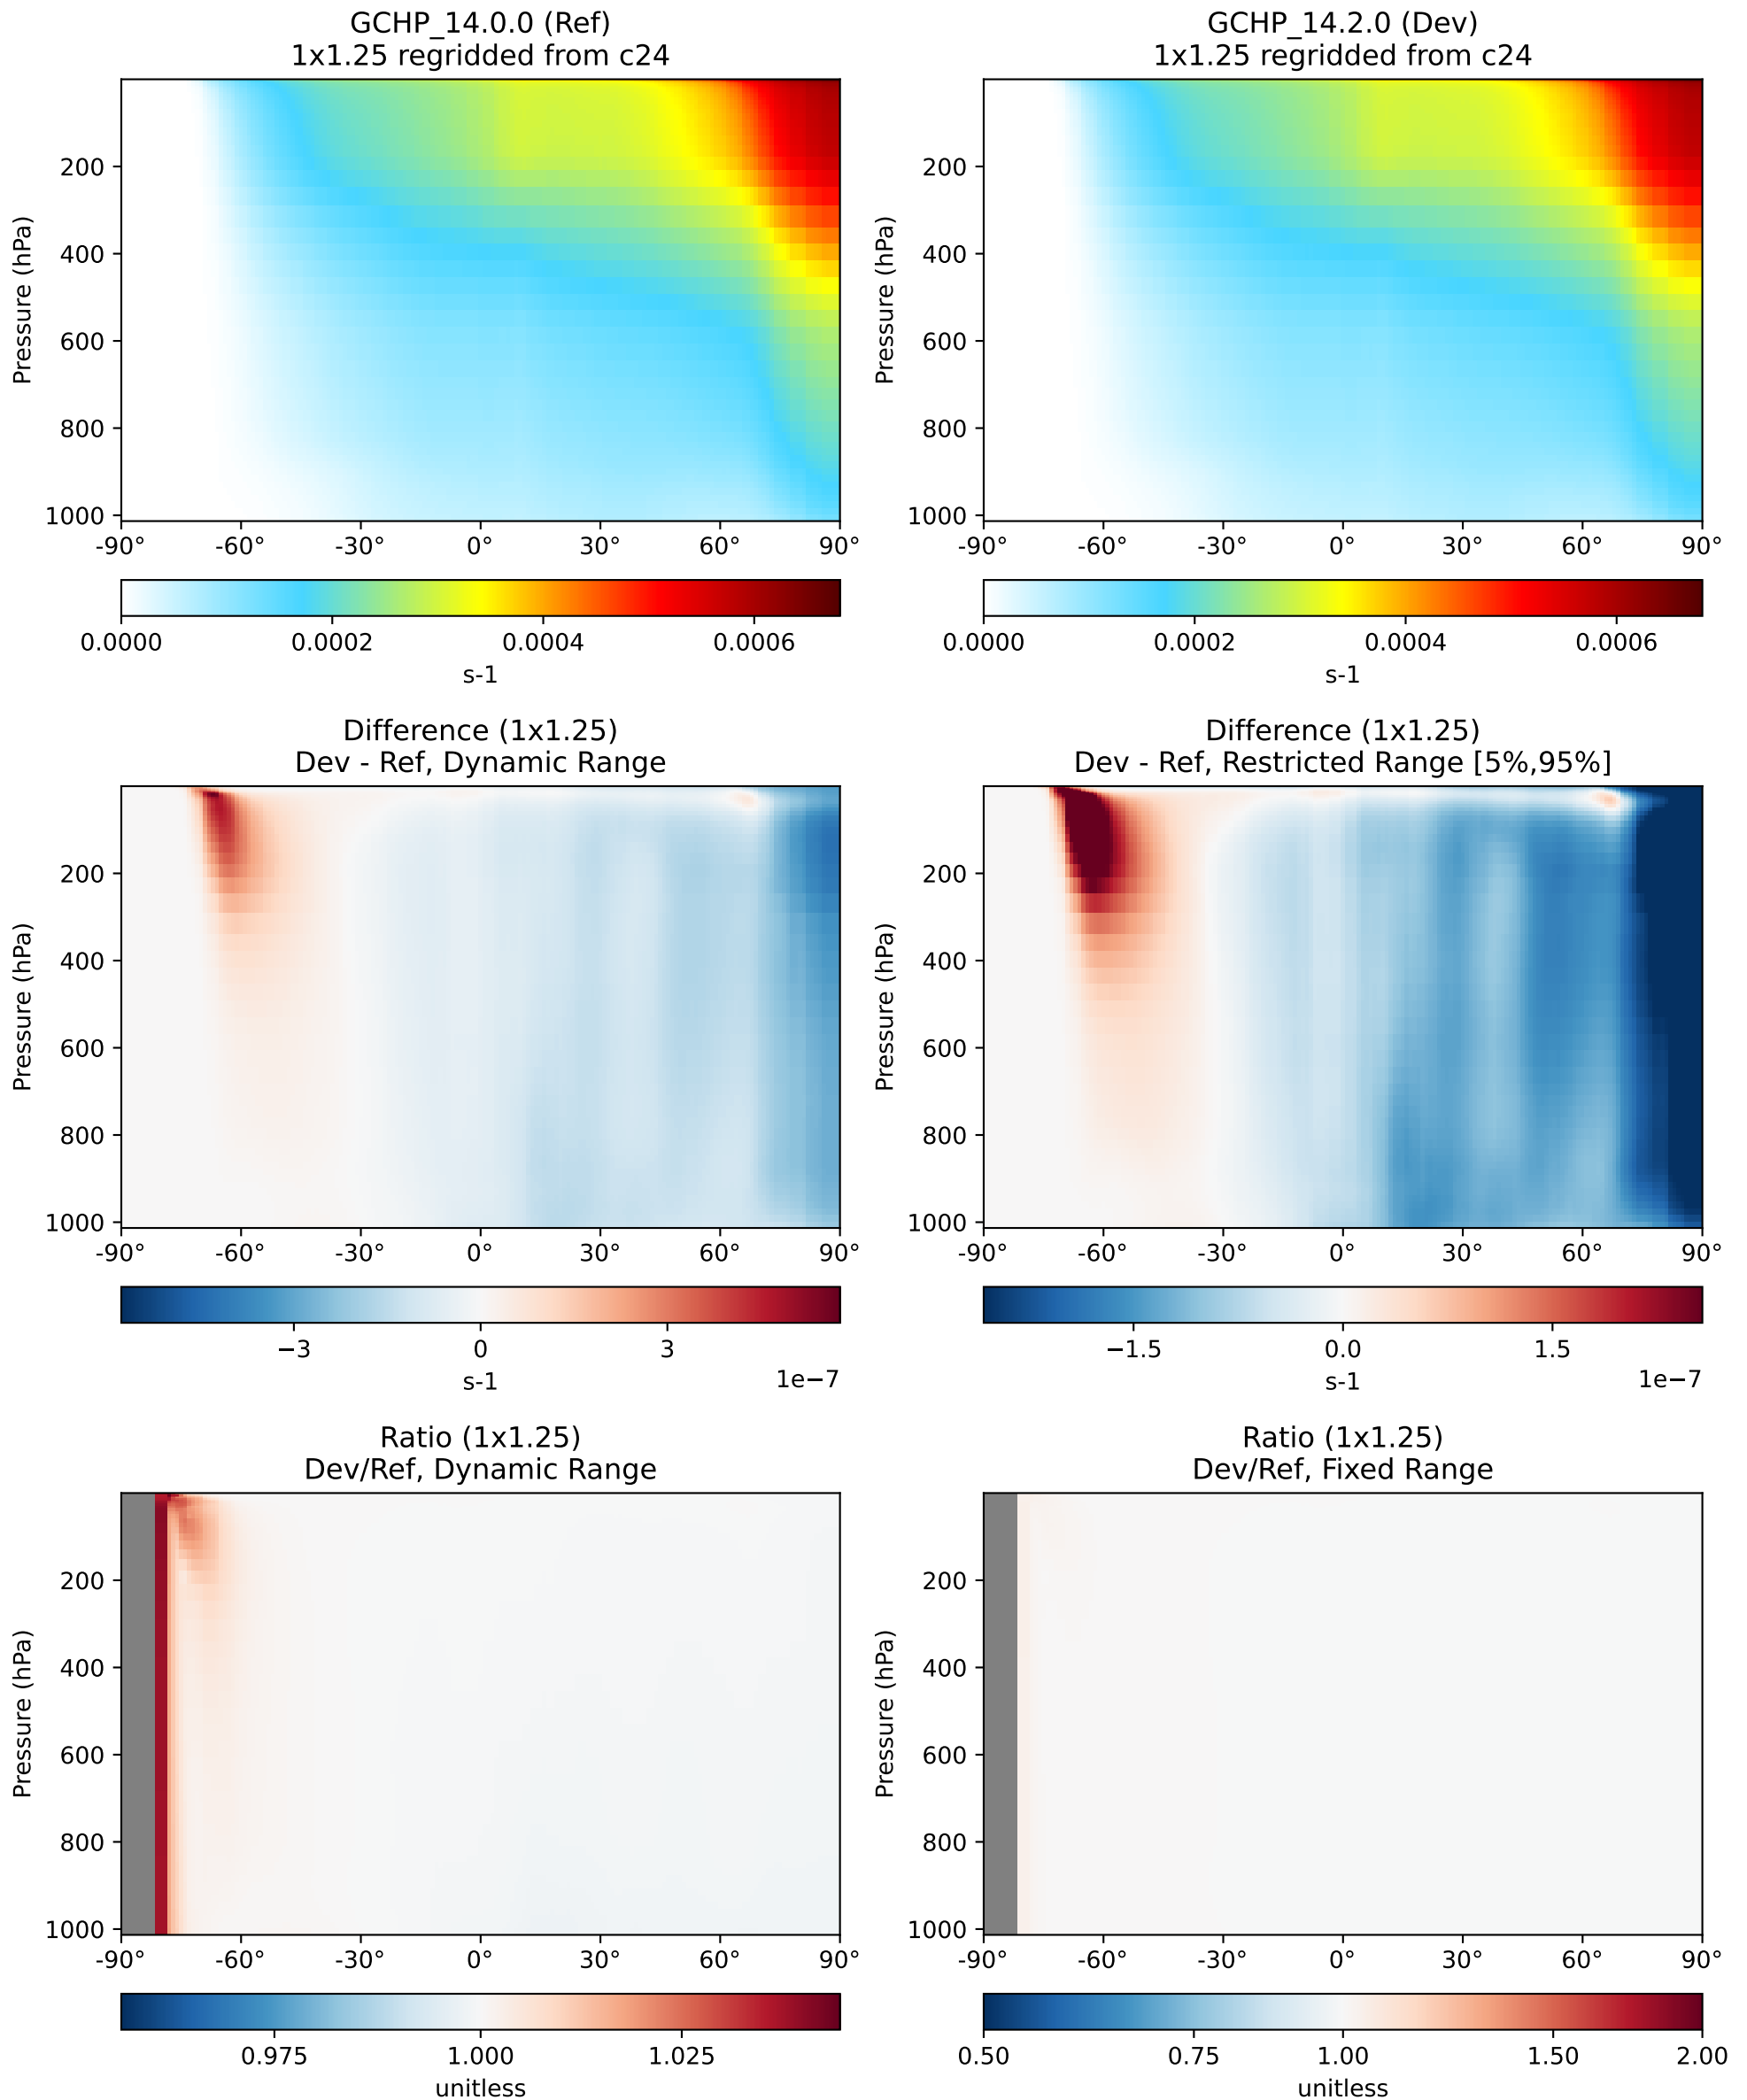 GCHP_14.0.0 (Ref)
1x1.25 regridded from c24
Pressure (hPa)
200
400
600
800
1000
-90° -60° -30° 0° 30° 60° 90°
0.0000 0.0002 0.0004 0.0006
s-1
GCHP_14.2.0 (Dev)
1x1.25 regridded from c24
Pressure (hPa)
200
400
600
800
1000
-90° -60° -30° 0° 30° 60° 90°
0.0000 0.0002 0.0004 0.0006
s-1
Difference (1x1.25)
Dev - Ref, Dynamic Range
Pressure (hPa)
200
400
600
800
1000
-90° -60° -30° 0° 30° 60° 90°
−3 0 3
s-1 1e−7
Difference (1x1.25)
Dev - Ref, Restricted Range [5%,95%]
Pressure (hPa)
200
400
600
800
1000
-90° -60° -30° 0° 30° 60° 90°
−1.5 0.0 1.5
s-1 1e−7
Ratio (1x1.25)
Dev/Ref, Dynamic Range
Pressure (hPa)
200
400
600
800
1000
-90° -60° -30° 0° 30° 60° 90°
0.975 1.000 1.025
unitless
Ratio (1x1.25)
Dev/Ref, Fixed Range
Pressure (hPa)
200
400
600
800
1000
-90° -60° -30° 0° 30° 60° 90°
0.50 0.75 1.00 1.50 2.00
unitless